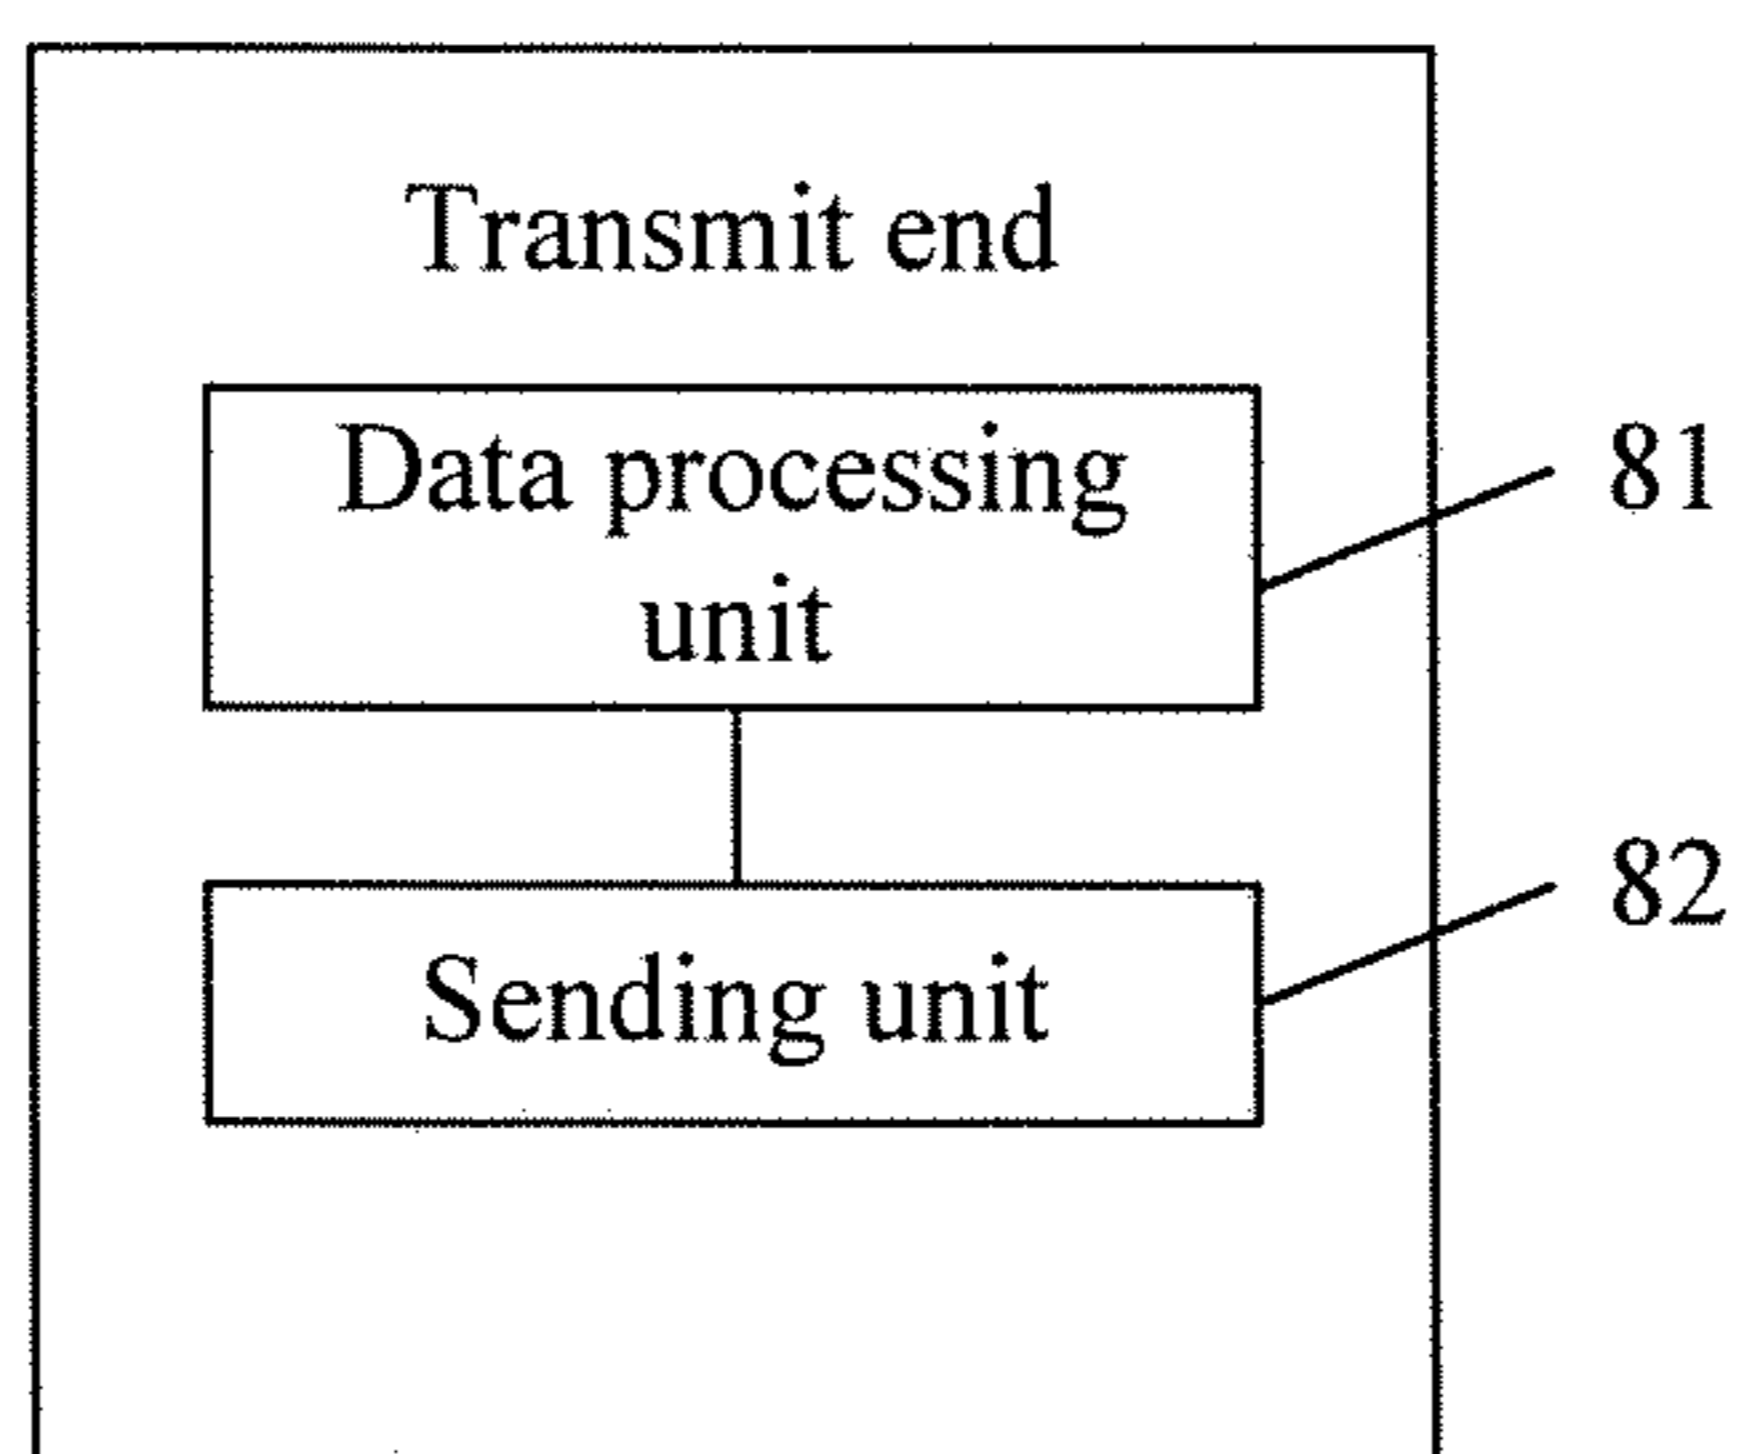 Transmit end
Data processing
unit
81
Sending unit
82